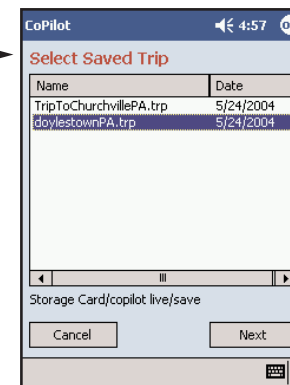 CoPilot 4:57
Select Saved Trip
Name Date
TripToChurchvillePA.trp 5/24/2004
doylestownPA.trp 5/24/2004
Storage Card/copilot live/save
Cancel Next